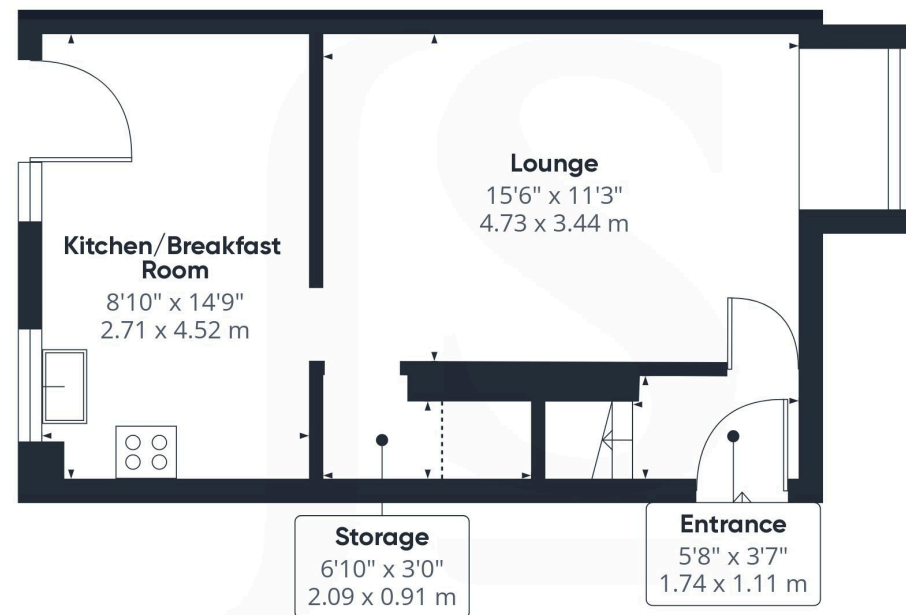 Lounge
15'6" x 11'3"
4.73 x 3.44 m
Kitchen/Breakfast
Room
8'10" x 14'9"
2.71 x 4.52 m
Storage
6'10" x 3'0"
2.09 x 0.91 m
Entrance
5'8" x 3'7"
1.74 x 1.11 m